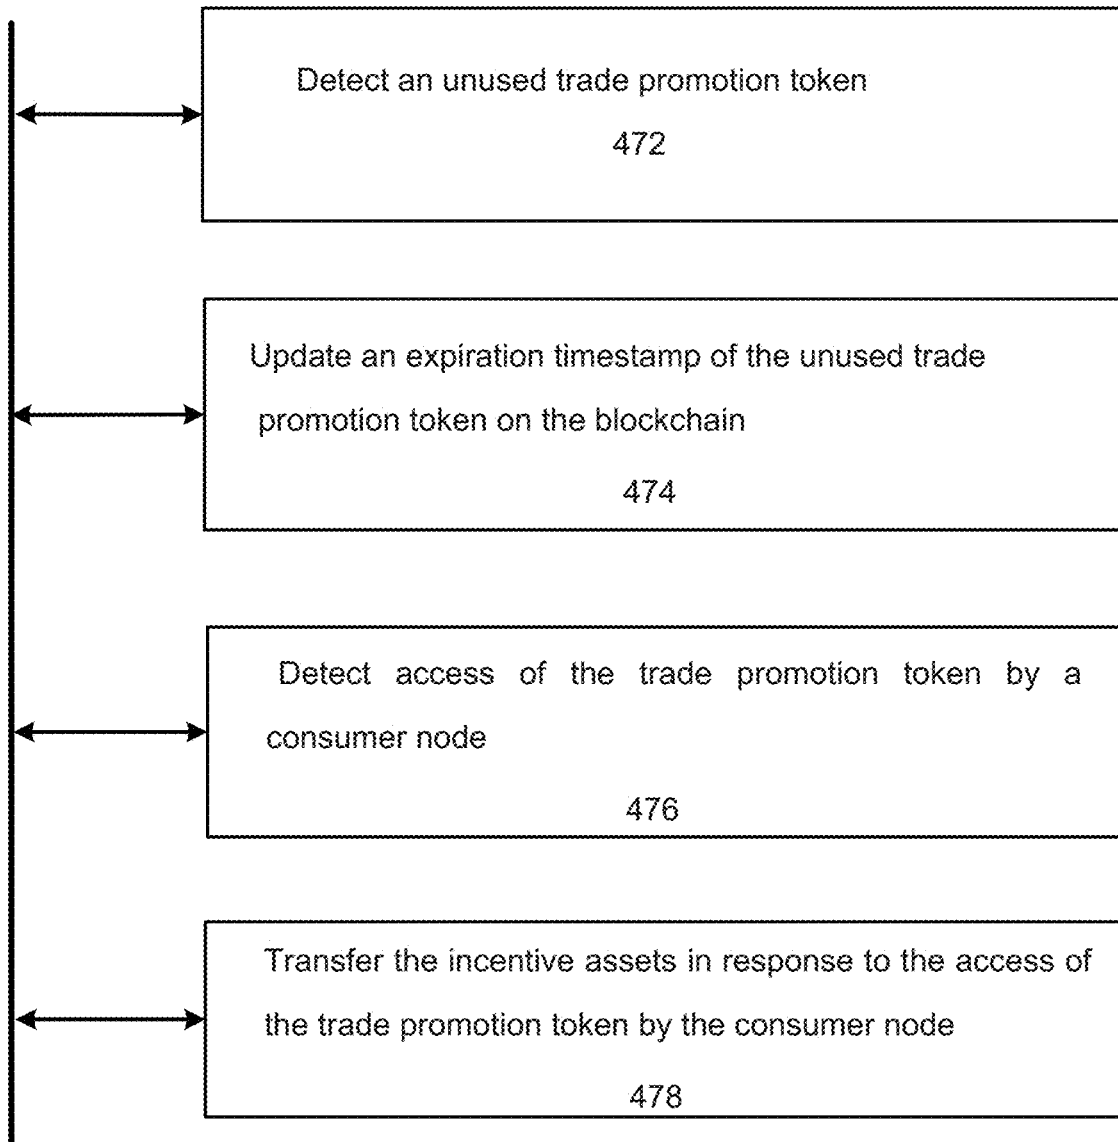 Detect an unused trade promotion token
472
Update an expiration timestamp of the unused trade
promotion token on the blockchain
474
Detect access of the trade promotion token by a
consumer node
476
Transfer the incentive assets in response to the access of
the trade promotion token by the consumer node
478